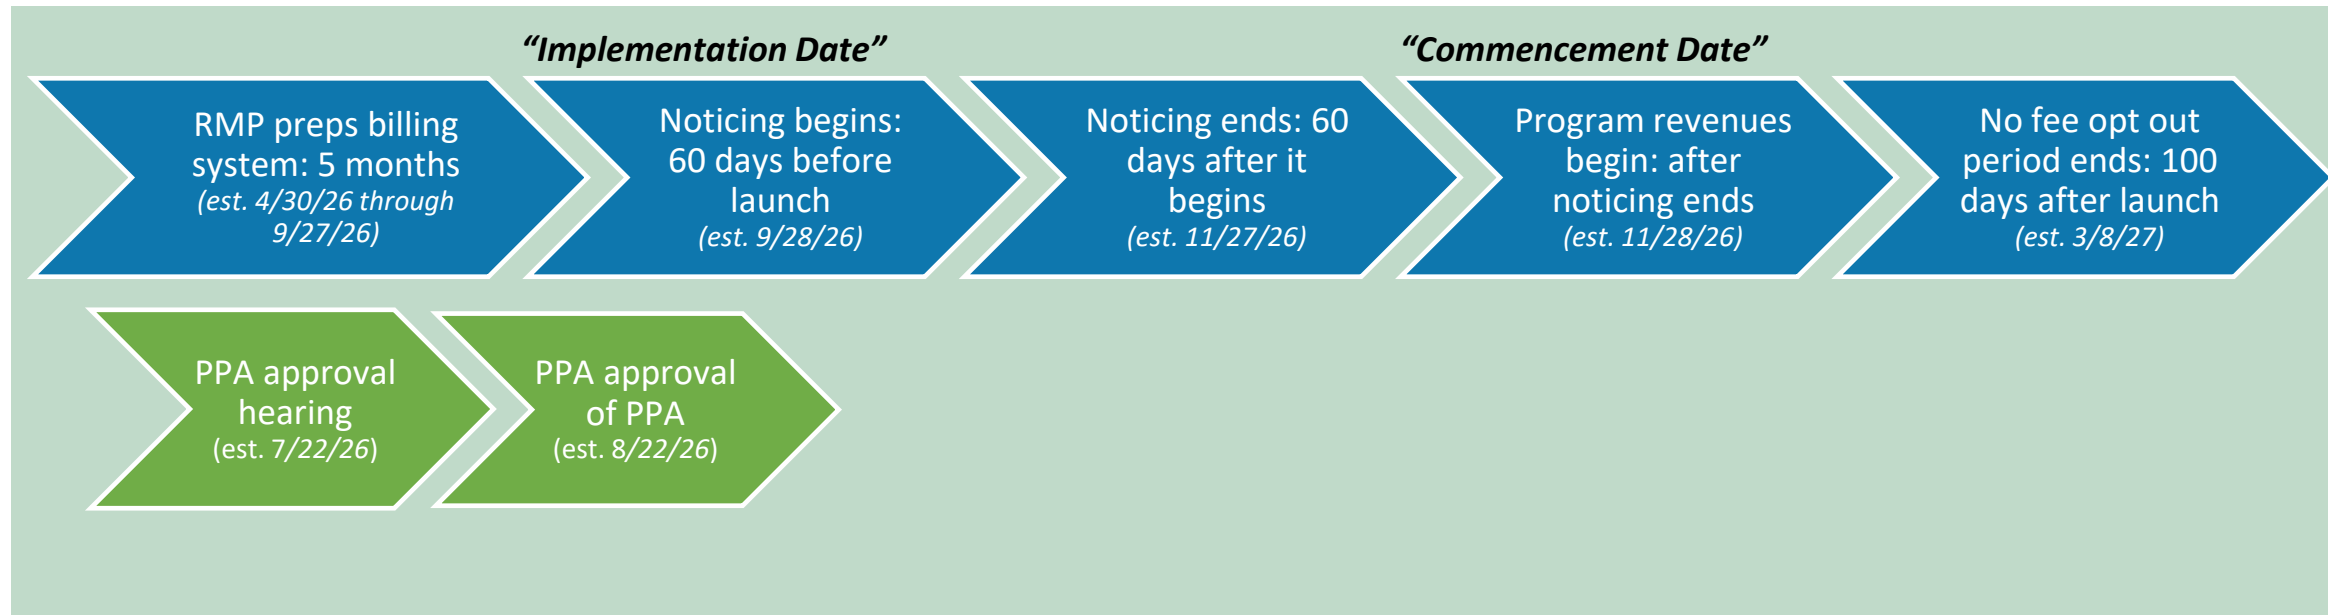 “Implementation Date”
“Commencement Date”
RMP preps billing
system: 5 months
(est. 4/30/26 through
9/27/26)
Noticing begins:
60 days before
launch
(est. 9/28/26)
Noticing ends: 60
days after it
begins
(est. 11/27/26)
Program revenues
begin: after
noticing ends
(est. 11/28/26)
No fee opt out
period ends: 100
days after launch
(est. 3/8/27)
PPA approval
hearing
(est. 7/22/26)
PPA approval
of PPA
(est. 8/22/26)